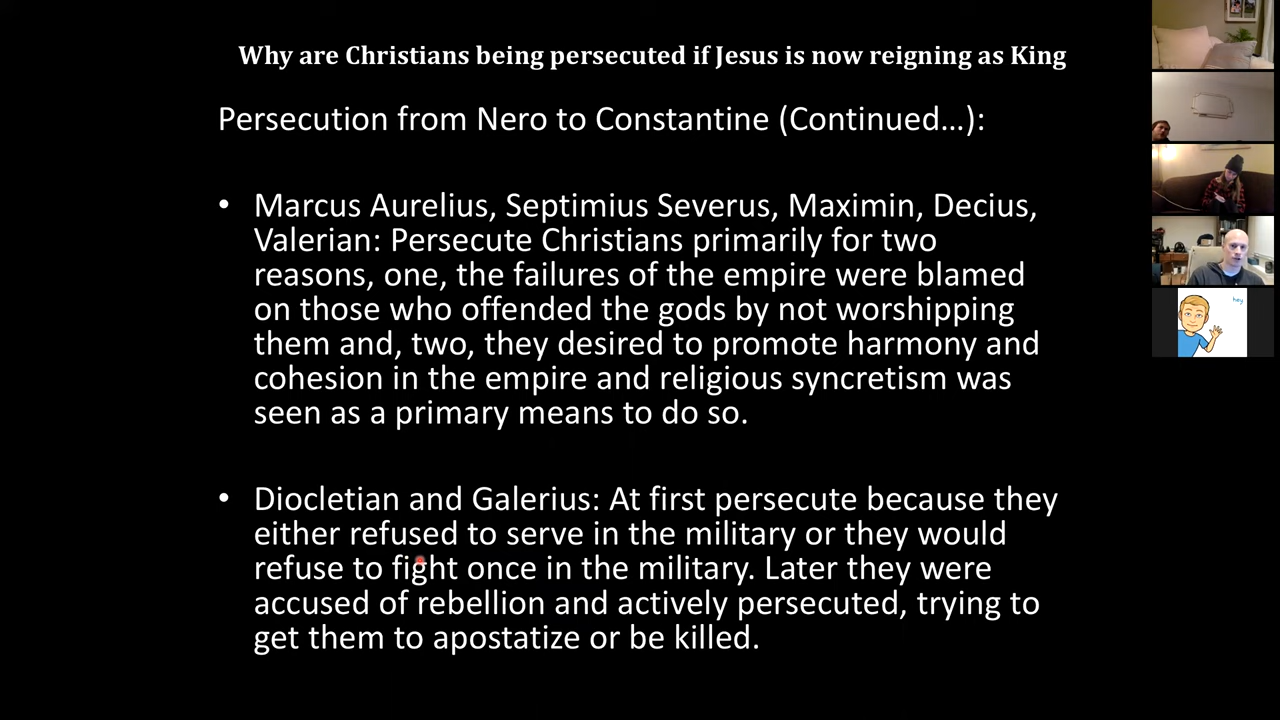 Why are Christians being persecuted if Jesus is now reigning as King
Persecution from Nero to Constantine (Continued…):
• Marcus Aurelius, Septimius Severus, Maximin, Decius,
Valerian: Persecute Christians primarily for two
reasons, one, the failures of the empire were blamed
on those who offended the gods by not worshipping
them and, two, they desired to promote harmony and
cohesion in the empire and religious syncretism was
seen as a primary means to do so.
• Diocletian and Galerius: At first persecute because they
either refused to serve in the military or they would
refuse to fight once in the military. Later they were
accused of rebellion and actively persecuted, trying to
get them to apostatize or be killed.
hey